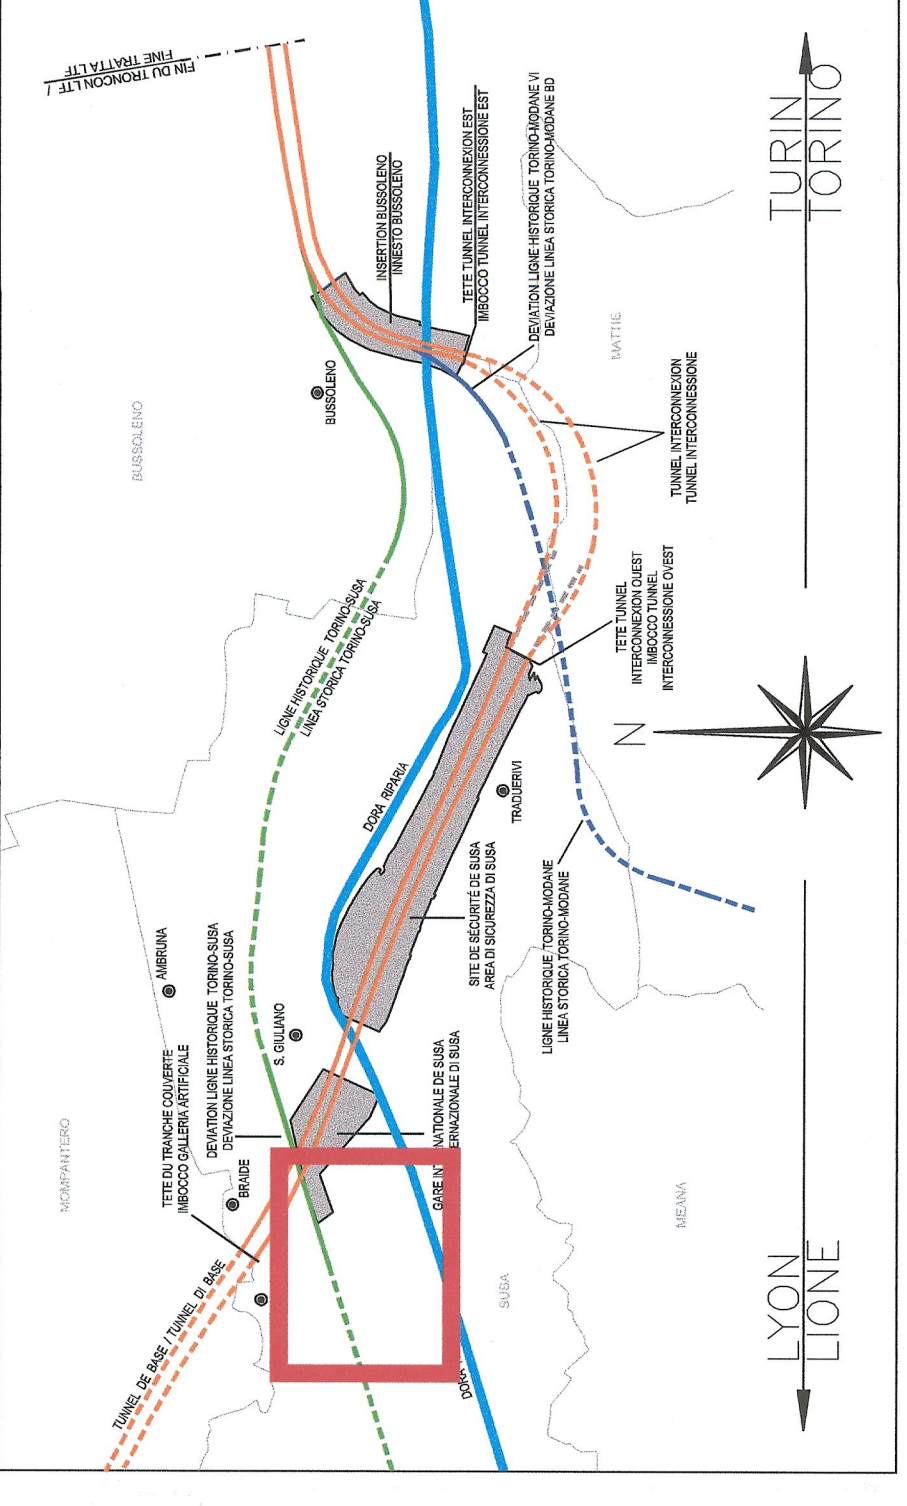 FIN DU TRONCON LTF /
FINE TRATTA LTF
TURIN
TORINO
INSERTION BUSSOLENO
INNESTO BUSSOLENO
TETE TUNNEL INTERCONNEXION EST
IMBOCCO TUNNEL INTERCONNESSIONE EST
DEVIATION LIGNE HISTORIQUE TORINO-MODANE VI
DEVIAZIONE LINEA STORICA TORINO-MODANE BD
MATTIE
BUSSOLENO
BUSSOLENO
TUNNEL INTERCONNEXION
TUNNEL INTERCONNESSIONE
LIGNE HISTORIQUE TORINO-SUSA
LINEA STORICA TORINO-SUSA
TETE TUNNEL
INTERCONNEXION OUEST
IMBOCCO TUNNEL
INTERCONNESSIONE OVEST
N
DORA RIPARIA
TRADUERIVI
SITE DE SÉCURITÉ DE SUSA
AREA DI SICUREZZA DI SUSA
LIGNE HISTORIQUE TORINO-MODANE
LINEA STORICA TORINO-MODANE
AMBRUNA
DEVIATION LIGNE HISTORIQUE TORINO-SUSA
DEVIAZIONE LINEA STORICA TORINO-SUSA
S. GIULIANO
TETE DU TRANCHE COUVERTE
IMBOCCO GALLERIA ARTIFICIALE
MOMPANTERO
BRAIDE
GARE IN NATIONALE DE SUSA
ERNAZIONALE DI SUSA
MEANA
SUSA
TUNNEL DE BASE / TUNNEL DI BASE
DORA
LYON
LIONE